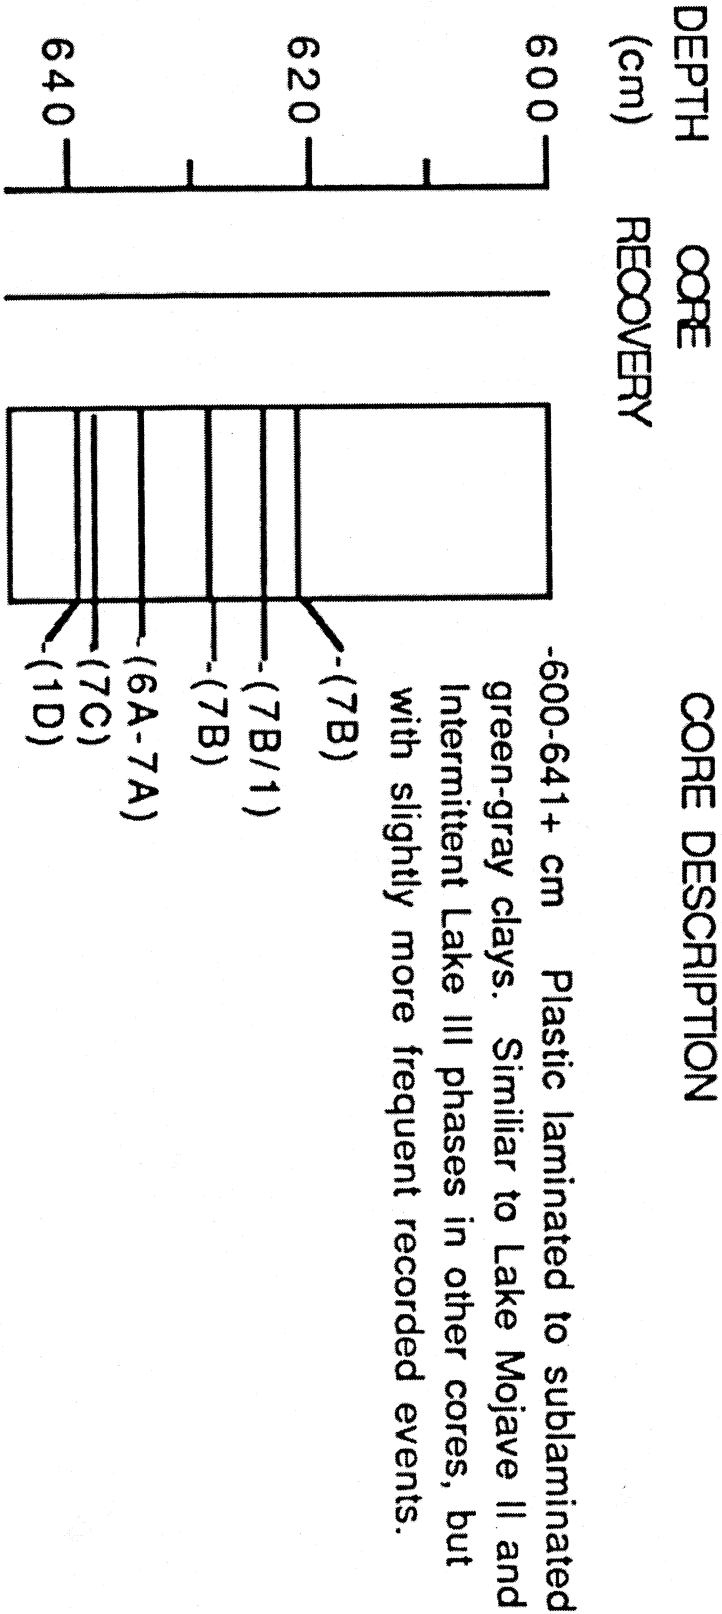 DEPTH CORE CORE DESCRIPTION
(cm) RECOVERY
600
-600-641+ cm Plastic laminated to sublaminated
green-gray clays. Similiar to Lake Mojave II and
Intermittent Lake III phases in other cores, but
with slightly more frequent recorded events.
620
-(7B)
-(7B/1)
-(7B)
-(6A-7A)
-(7C)
640
-(1D)